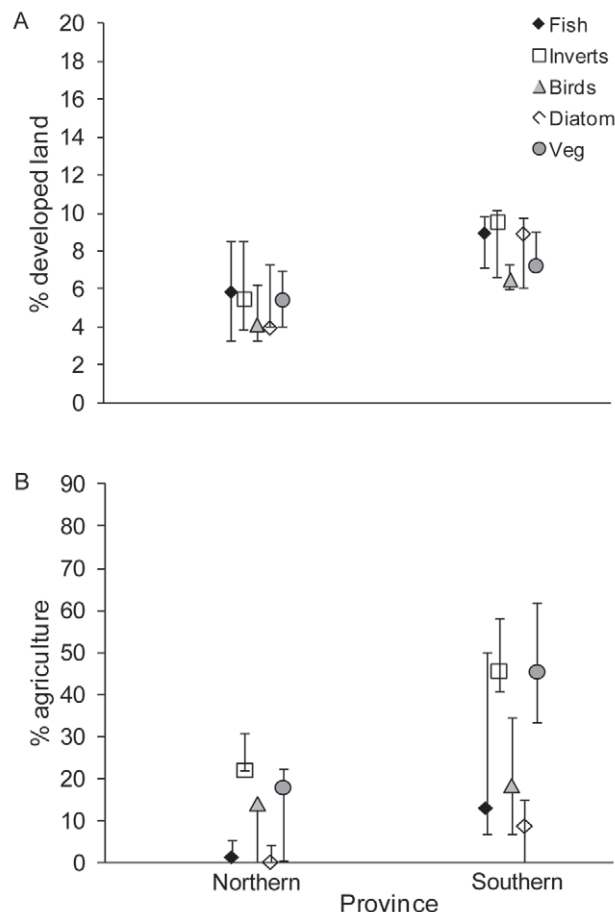 A
% developed land
20
18
16
14
12
10
8
6
4
2
0
Fish
Inverts
Birds
Diatom
Veg
B
% agriculture
90
80
70
60
50
40
30
20
10
0
Northern
Southern
Province